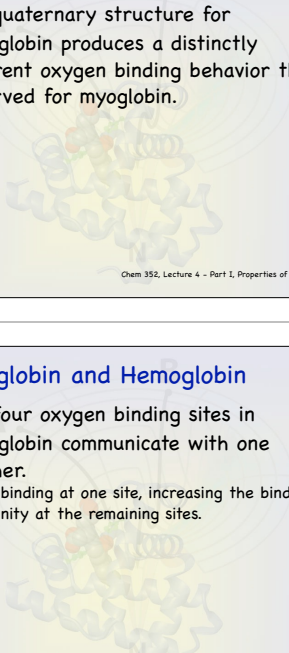 quaternary structure for
globin produces a distinctly
rent oxygen binding behavior th
rved for myoglobin.
Chem 352, Lecture 4 - Part I, Properties of
globin and Hemoglobin
four oxygen binding sites in
globin communicate with one
her.
binding at one site, increasing the bind
nity at the remaining sites.